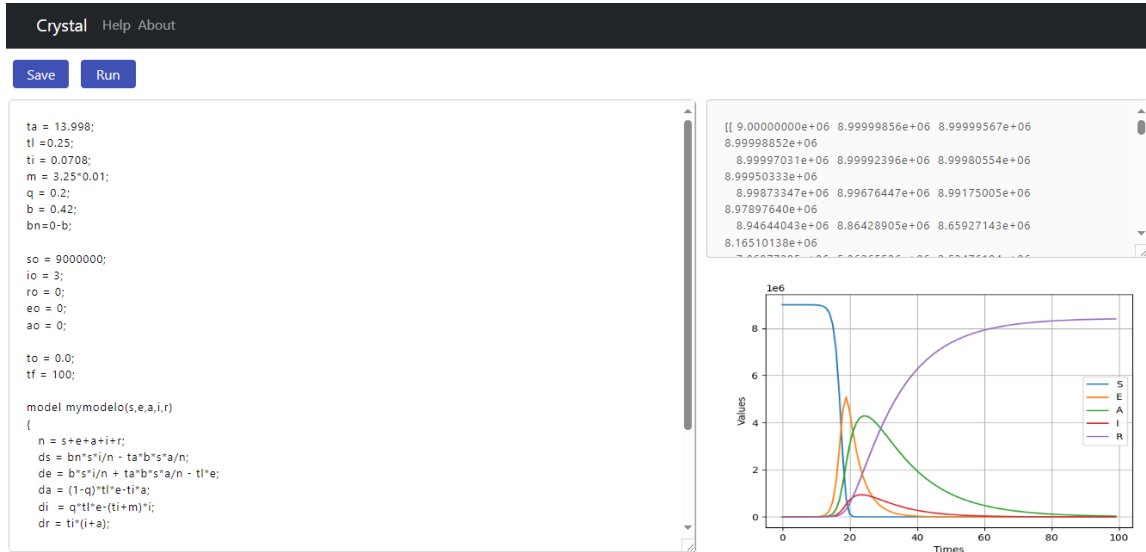 Crystal Help About
Save Run
ta = 13.998;
tl =0.25;
ti = 0.0708;
m = 3.25*0.01;
q = 0.2;
b = 0.42;
bn=0-b;
so = 9000000;
io = 3;
ro = 0;
eo = 0;
ao = 0;
to = 0.0;
tf = 100;
model mymodelo(s,e,a,i,r)
{
n = s+e+a+i+r;
ds = bn*s*i/n - ta*b*s*a/n;
de = b*s*i/n + ta*b*s*a/n - tl*e;
da = (1-q)*tl*e-ti*a;
di = q*tl*e-(ti+m)*i;
dr = ti*(i+a);
[[ 9.00000000e+06 8.99999856e+06 8.99999567e+06
8.99998852e+06
8.99997031e+06 8.99992396e+06 8.99980554e+06
8.99950333e+06
8.99873347e+06 8.99676447e+06 8.99175005e+06
8.97897640e+06
8.94644043e+06 8.86428905e+06 8.65927143e+06
8.16510138e+06
1e6
8
6
4
2
0
Values
0 20 40 60 80 100
Times
S
E
A
I
R